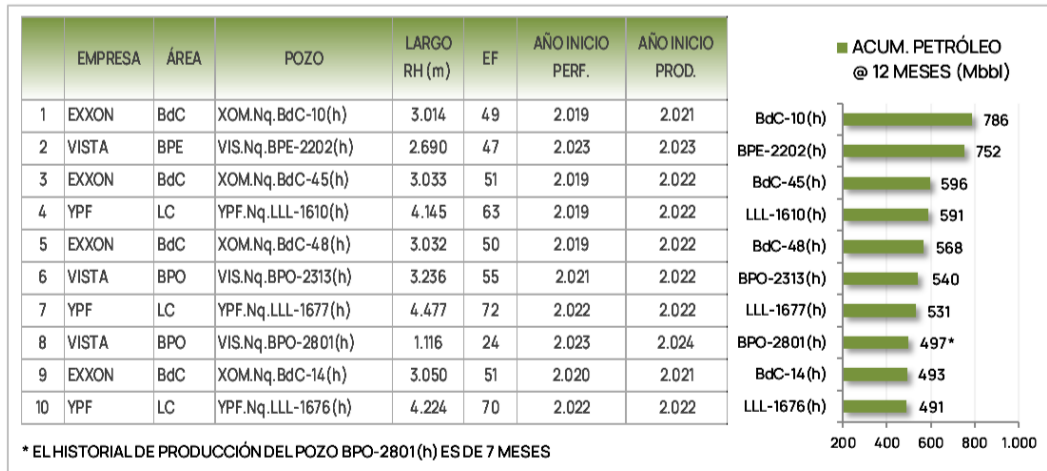 EMPRESA ÁREA POZO LARGO RH (m) EF AÑO INICIO PERF. AÑO INICIO PROD.
1 EXXON BdC XOM.Nq.BdC-10(h) 3.014 49 2.019 2.021
2 VISTA BPE VIS.Nq.BPE-2202(h) 2.690 47 2.023 2.023
3 EXXON BdC XOM.Nq.BdC-45(h) 3.033 51 2.019 2.022
4 YPF LC YPF.Nq.LLL-1610(h) 4.145 63 2.019 2.022
5 EXXON BdC XOM.Nq.BdC-48(h) 3.032 50 2.019 2.022
6 VISTA BPO VIS.Nq.BPO-2313(h) 3.236 55 2.021 2.022
7 YPF LC YPF.Nq.LLL-1677(h) 4.477 72 2.022 2.022
8 VISTA BPO VIS.Nq.BPO-2801(h) 1.116 24 2.023 2.024
9 EXXON BdC XOM.Nq.BdC-14(h) 3.050 51 2.020 2.021
10 YPF LC YPF.Nq.LLL-1676(h) 4.224 70 2.022 2.022
* EL HISTORIAL DE PRODUCCIÓN DEL POZO BPO-2801(h) ES DE 7 MESES
ACUM. PETRÓLEO
@ 12 MESES (Mbbl)
BdC-10(h) 786
BPE-2202(h) 752
BdC-45(h) 596
LLL-1610(h) 591
BdC-48(h) 568
BPO-2313(h) 540
LLL-1677(h) 531
BPO-2801(h) 497*
BdC-14(h) 493
LLL-1676(h) 491
200 400 600 800 1.000